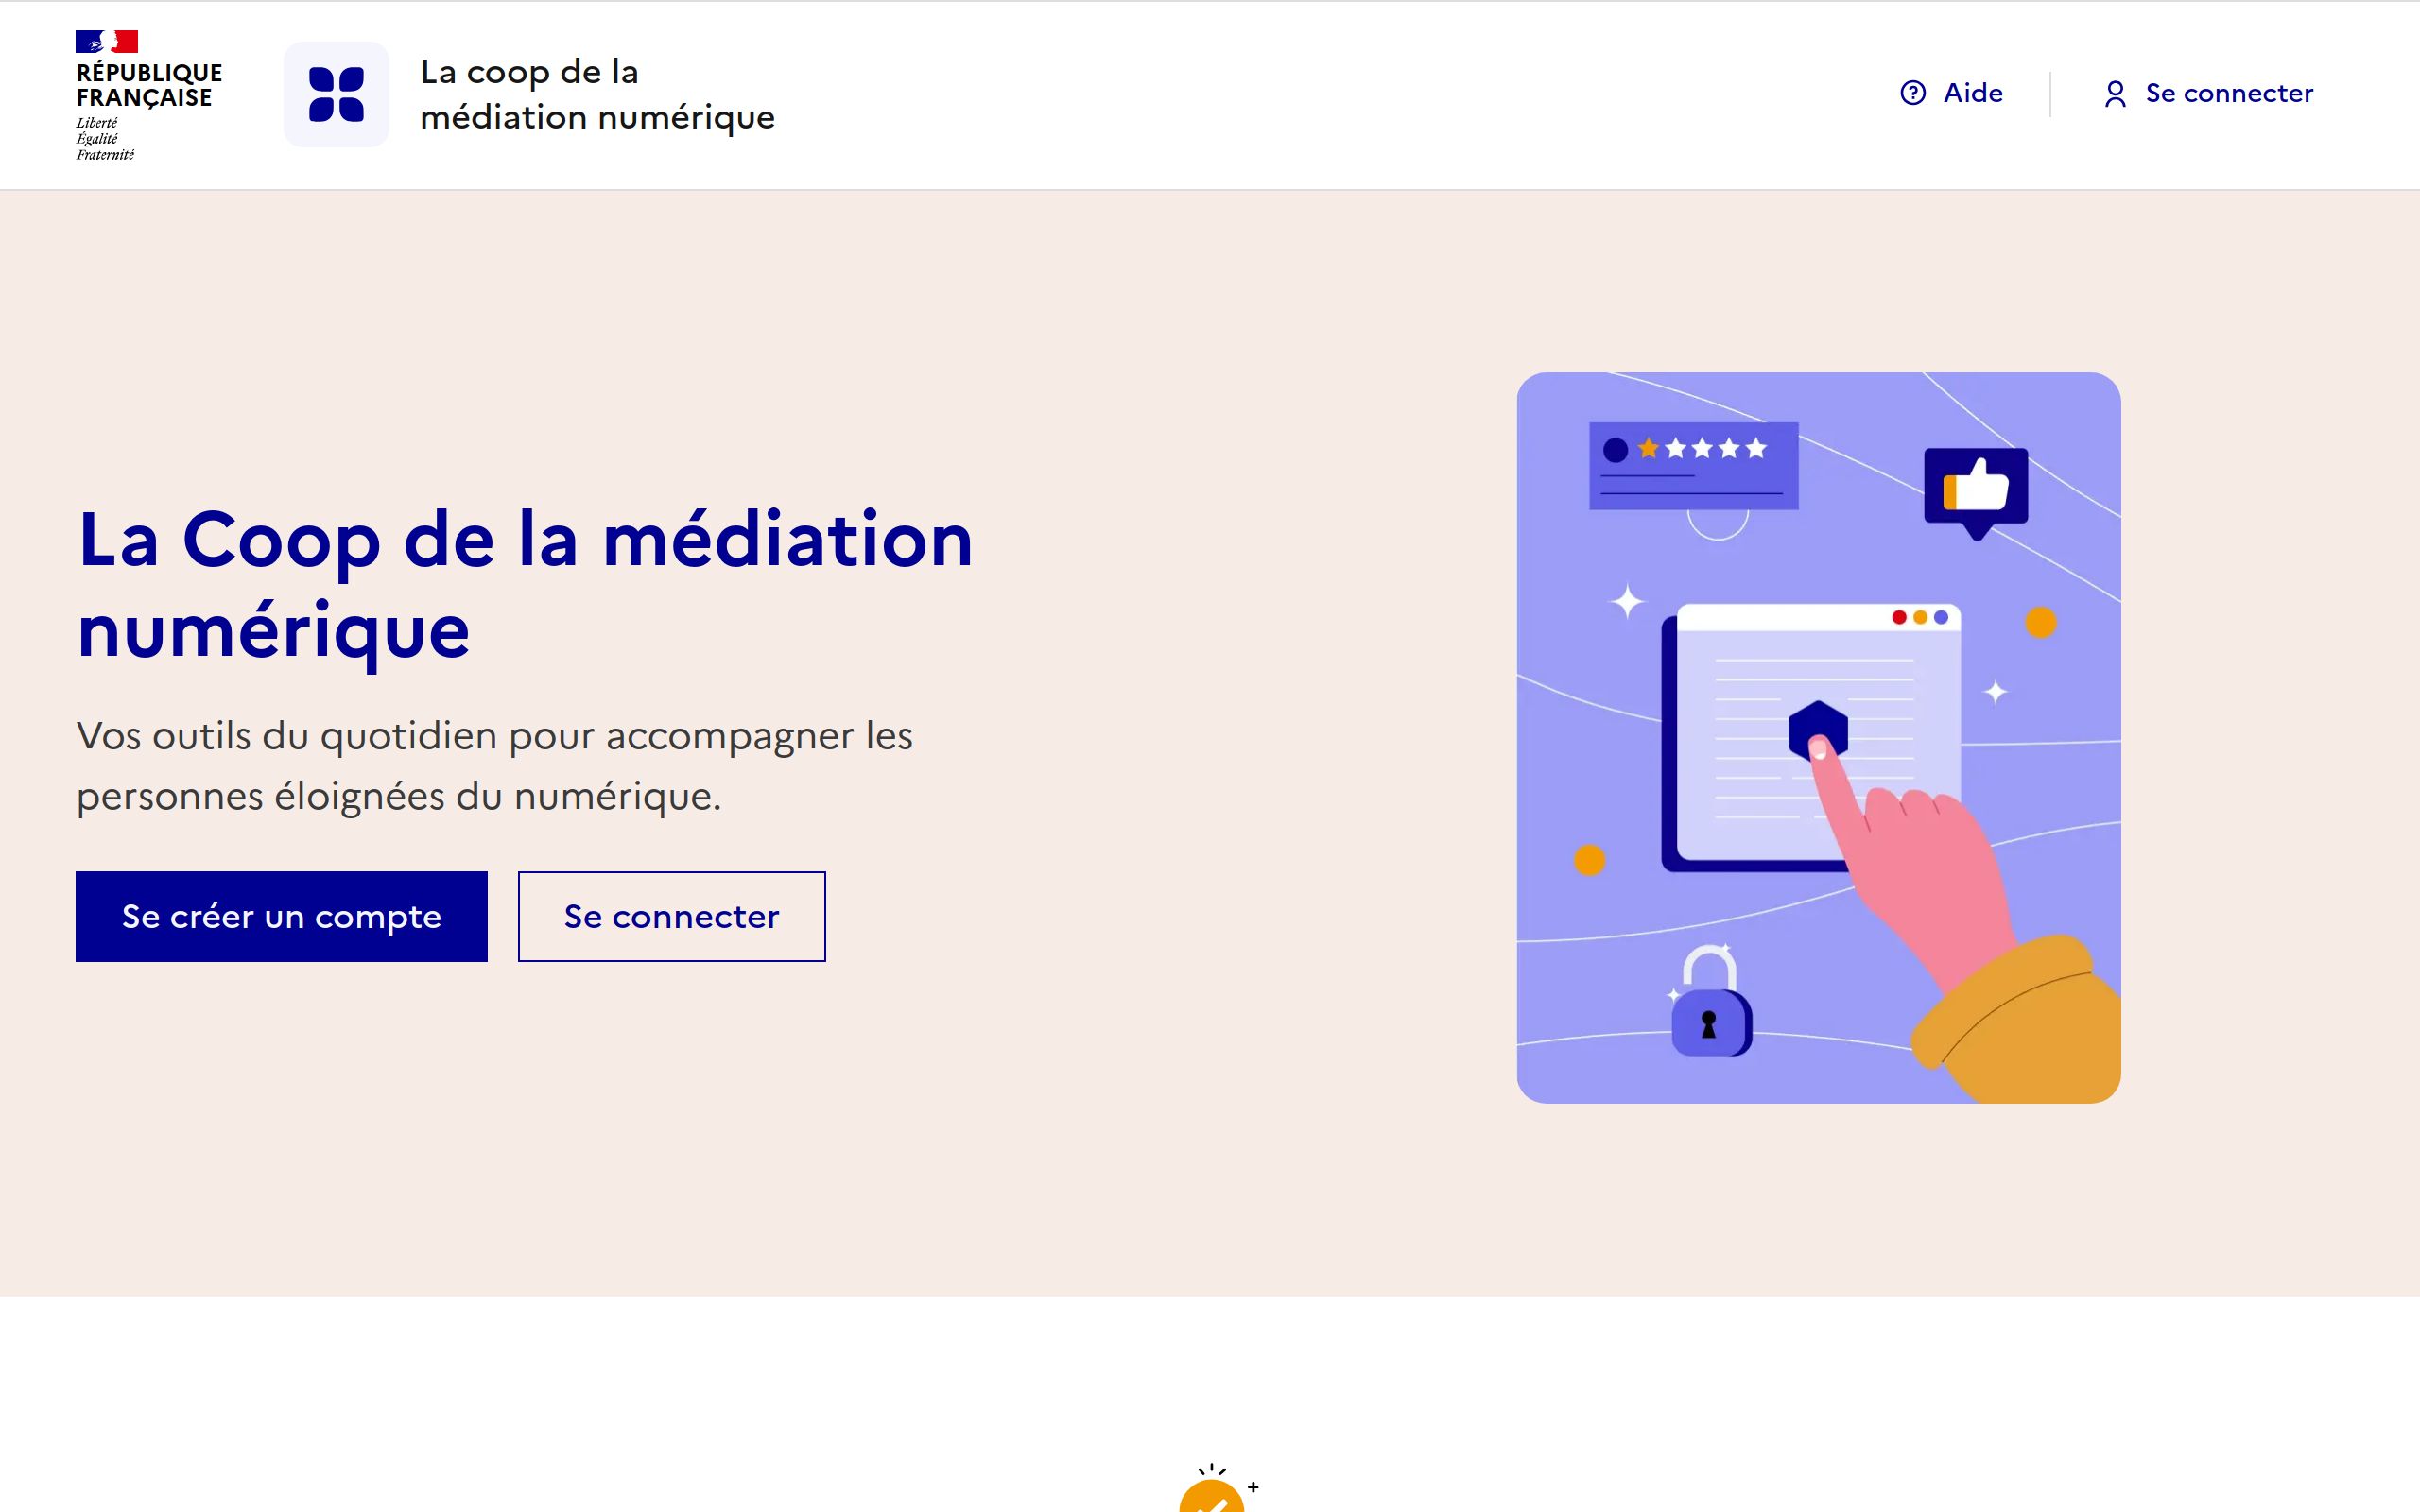 RÉPUBLIQUE
FRANÇAISE
Liberté
Égalité
Fraternité
La coop de la
médiation numérique
Aide
Se connecter
La Coop de la médiation
numérique
Vos outils du quotidien pour accompagner les
personnes éloignées du numérique.
Se créer un compte
Se connecter